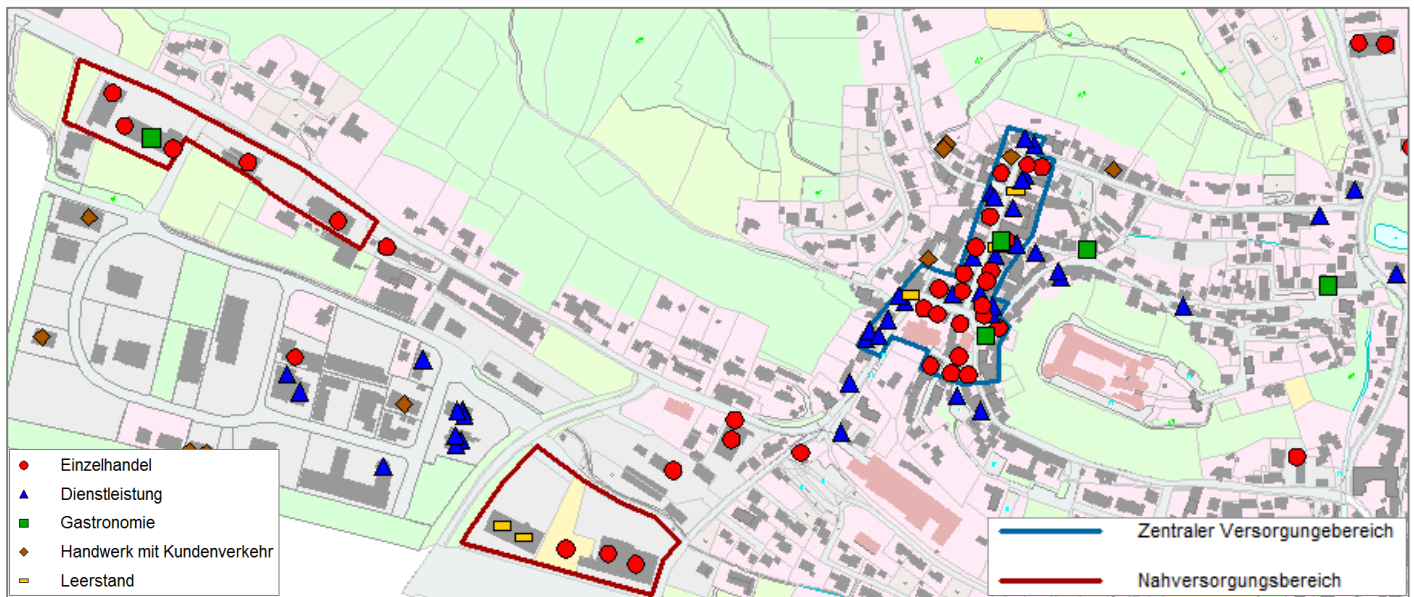 Einzelhandel
Dienstleistung
Gastronomie
Handwerk mit Kundenverkehr
Leerstand
Zentraler Versorgungebereich
Nahversorgungsbereich